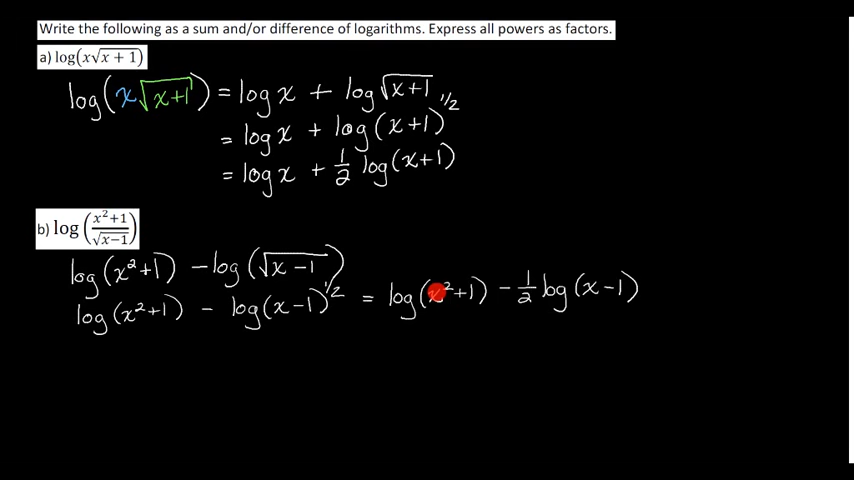 Write the following as a sum and/or difference of logarithms. Express all powers as factors.
a) log(x√(x + 1))
log(x√(x+1)) = log x + log√(x+1)
= log x + log(x+1)^1/2
= log x + 1/2 log(x+1)
b) log((x²+1)/√(x−1))
log(x²+1) − log(√(x−1))
log(x²+1) − log(x−1)^1/2 = log(x²+1) − 1/2 log(x−1)